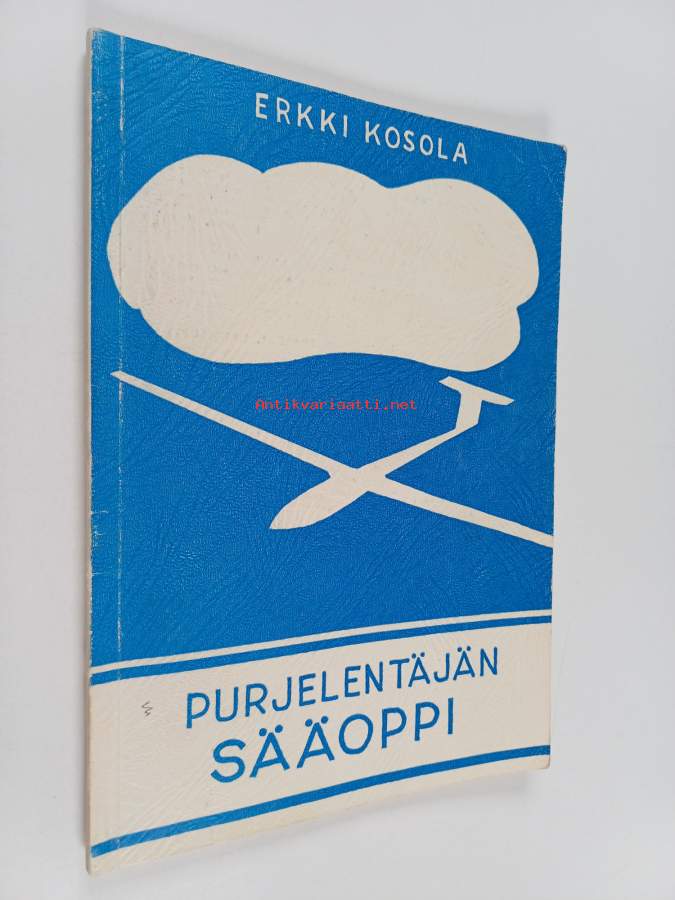 ERKKI KOSOLA
Antikvariaatti.net
PURJELENTÄJÄN
SÄÄOPPI